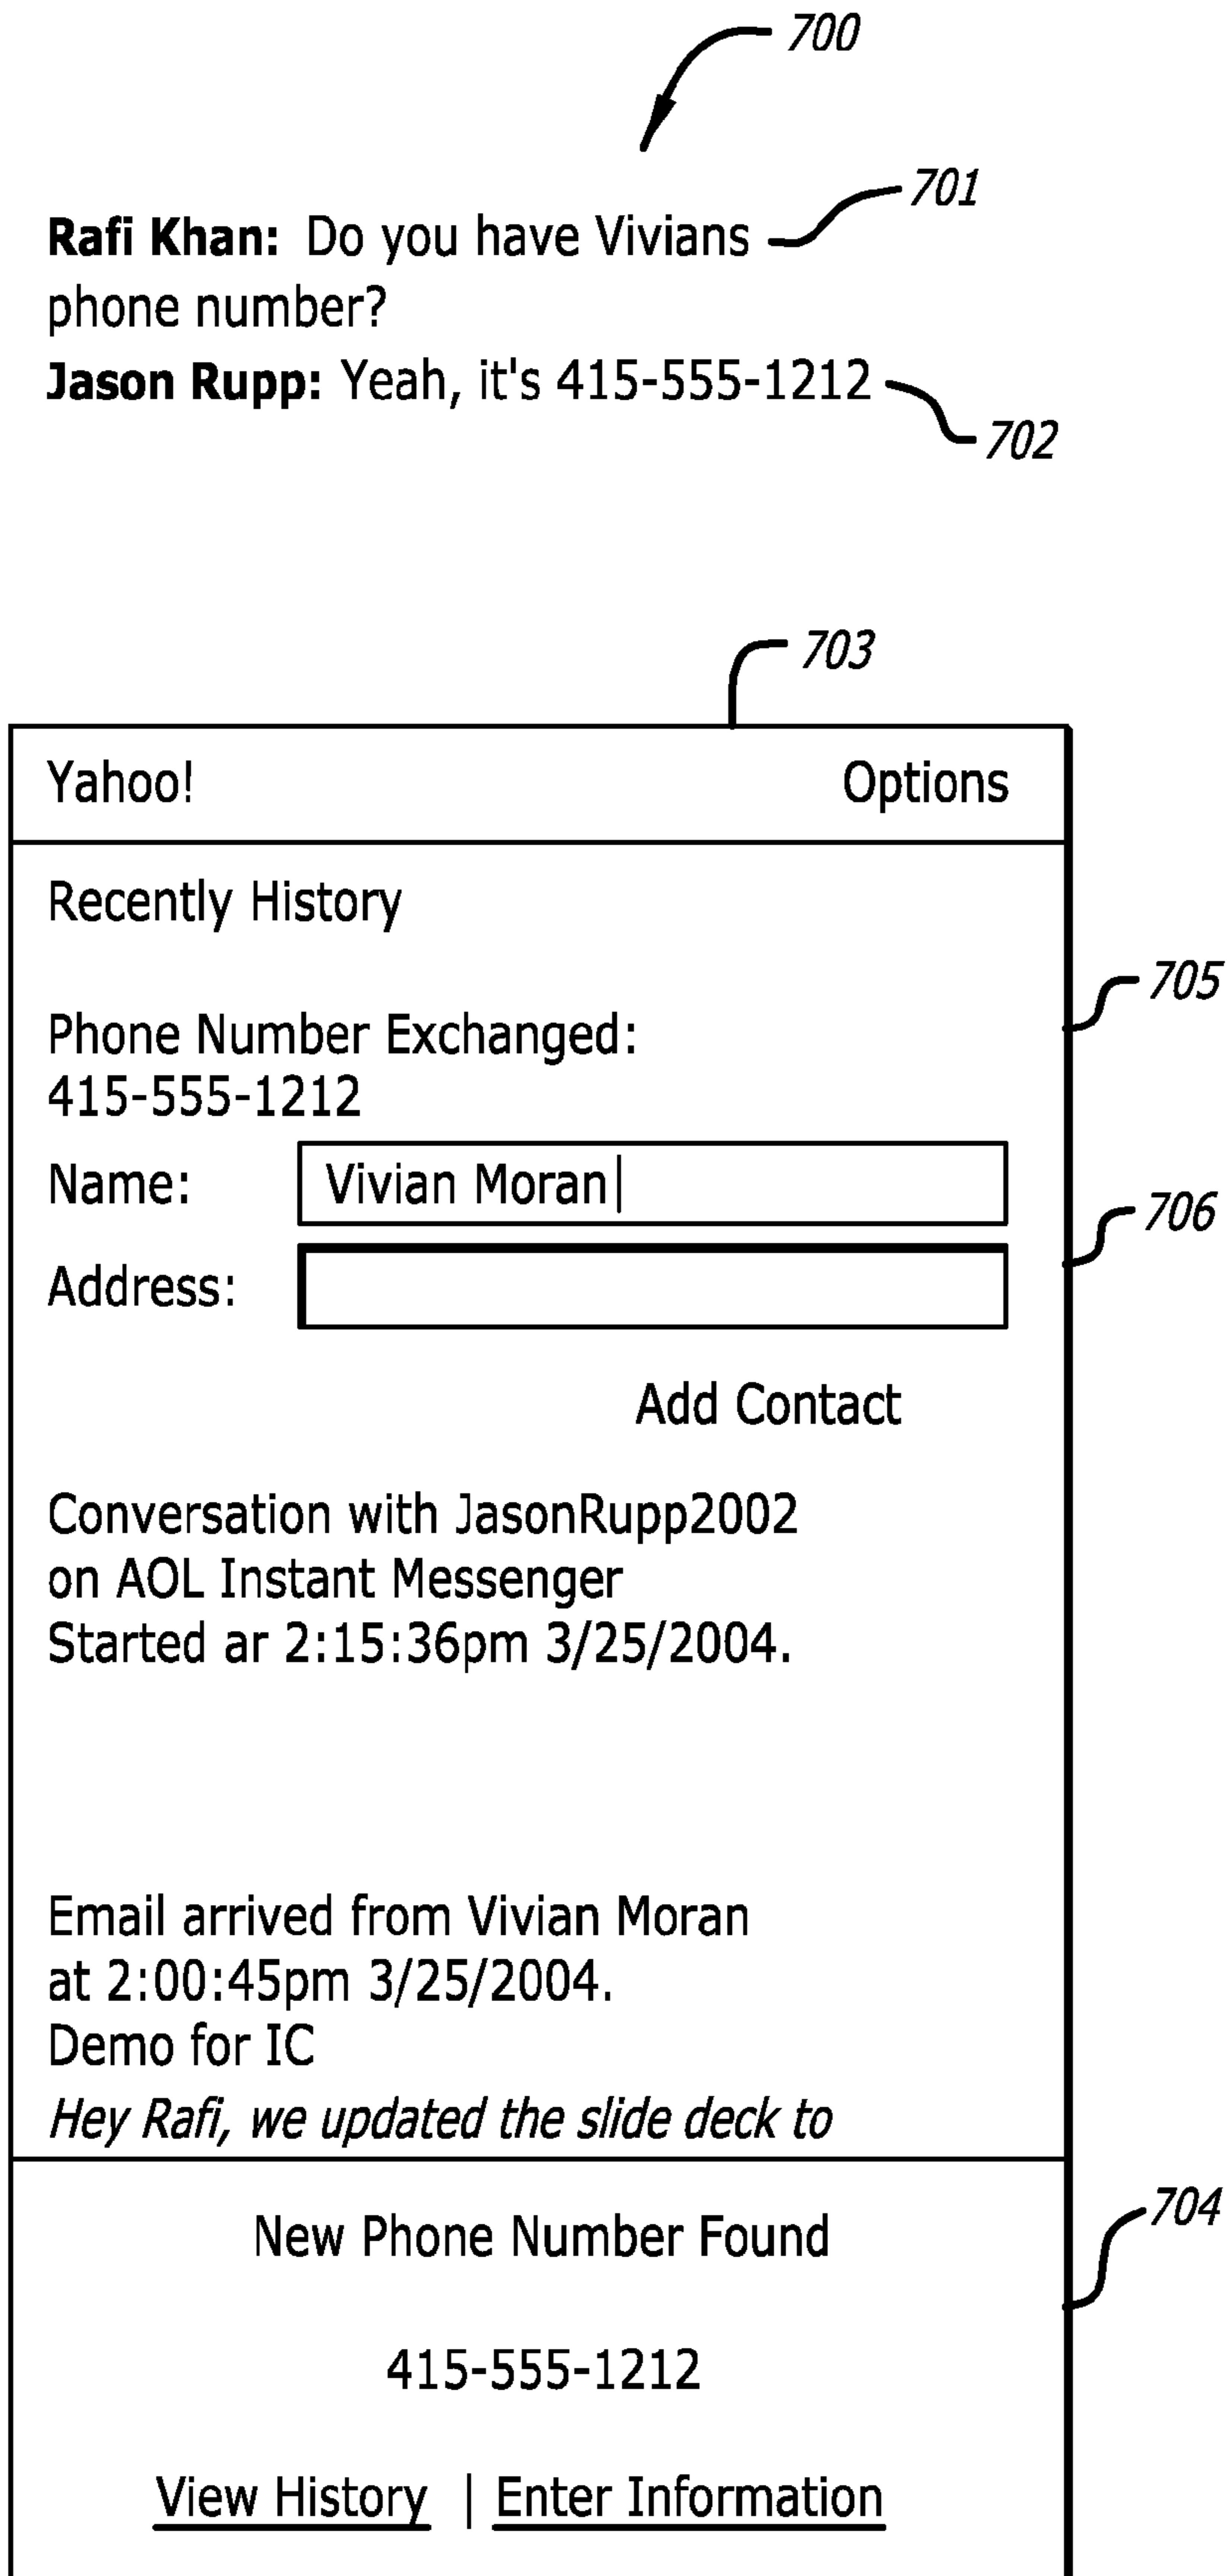 700
701
Rafi Khan: Do you have Vivians
phone number?
Jason Rupp: Yeah, it's 415-555-1212
702
703
Yahoo! Options
Recently History
705
Phone Number Exchanged:
415-555-1212
Name: Vivian Moran
706
Address:
Add Contact
Conversation with JasonRupp2002
on AOL Instant Messenger
Started ar 2:15:36pm 3/25/2004.
Email arrived from Vivian Moran
at 2:00:45pm 3/25/2004.
Demo for IC
Hey Rafi, we updated the slide deck to
704
New Phone Number Found
415-555-1212
View History | Enter Information